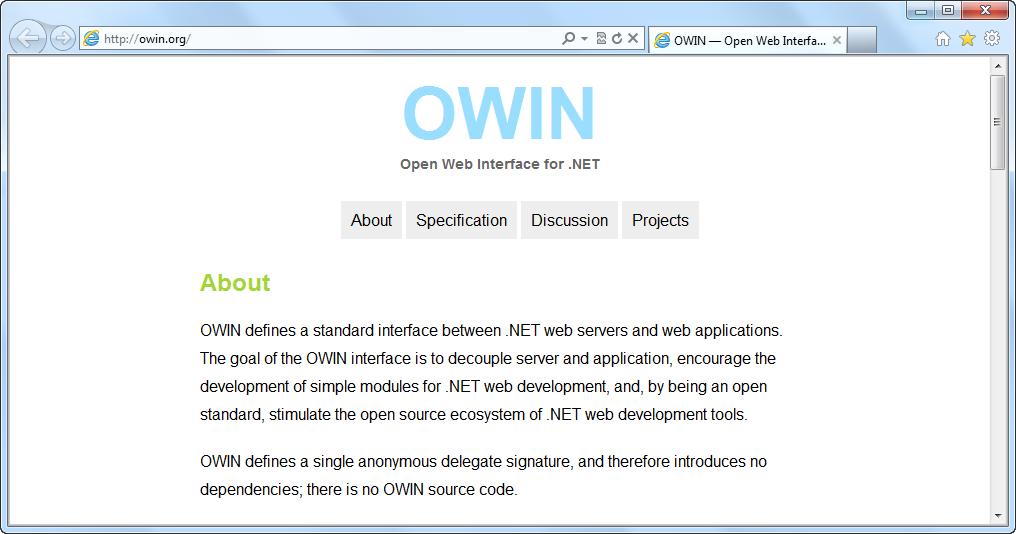 http://owin.org/
OWIN — Open Web Interfa...
OWIN
Open Web Interface for .NET
About
Specification
Discussion
Projects
About
OWIN defines a standard interface between .NET web servers and web applications.
The goal of the OWIN interface is to decouple server and application, encourage the
development of simple modules for .NET web development, and, by being an open
standard, stimulate the open source ecosystem of .NET web development tools.
OWIN defines a single anonymous delegate signature, and therefore introduces no
dependencies; there is no OWIN source code.